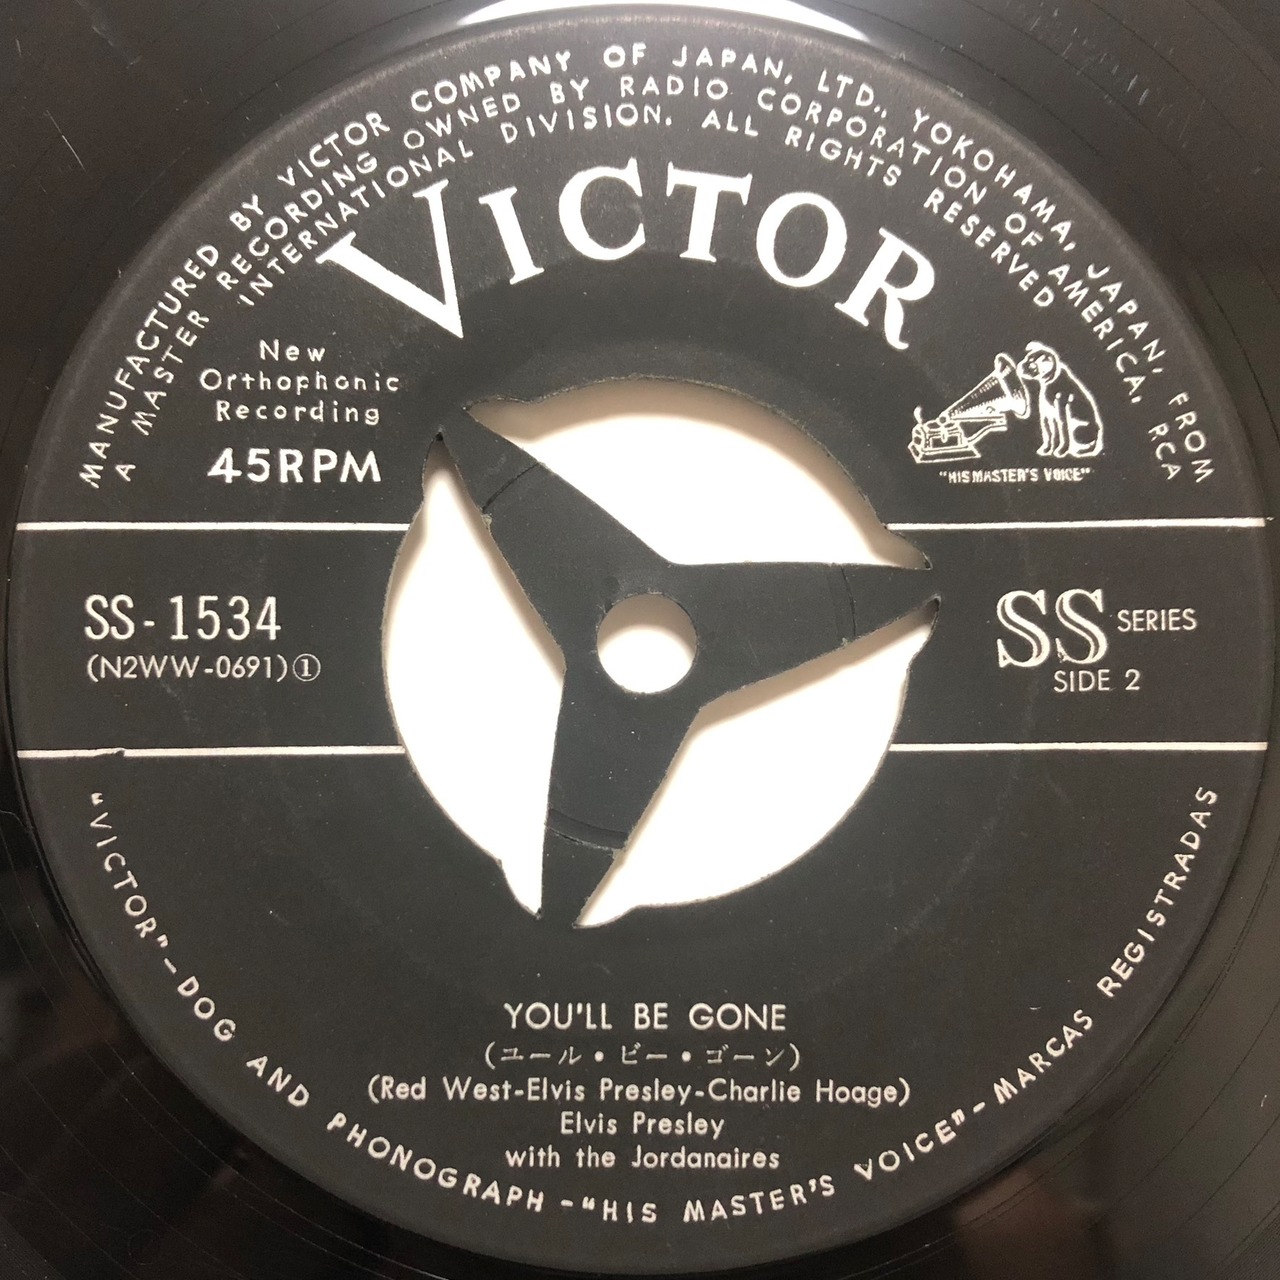 MANUFACTURED BY VICTOR COMPANY OF JAPAN, LTD., YOKOHAMA, JAPAN, FROM
A MASTER RECORDING OWNED BY RADIO CORPORATION OF AMERICA, RCA
INTERNATIONAL DIVISION. ALL RIGHTS RESERVED
VICTOR
New
Orthophonic
Recording
45RPM
"HIS MASTER'S VOICE"
SS-1534
(N2WW-0691)①
SS SERIES
SIDE 2
YOU'LL BE GONE
(ユール・ビー・ゴーン)
(Red West-Elvis Presley-Charlie Hoage)
Elvis Presley
with the Jordanaires
"VICTOR"-DOG AND PHONOGRAPH-"HIS MASTER'S VOICE"-MARCAS REGISTRADAS